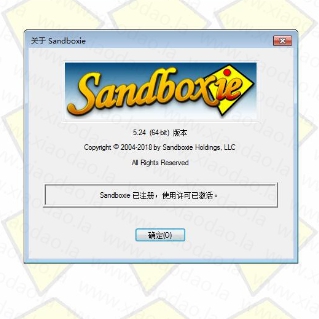 关于 Sandboxie
Sandboxie
5.24 (64-bit) 版本
Copyright © 2004-2018 by Sandboxie Holdings, LLC
All Rights Reserved
Sandboxie 已注册，使用许可已激活。
确定(O)